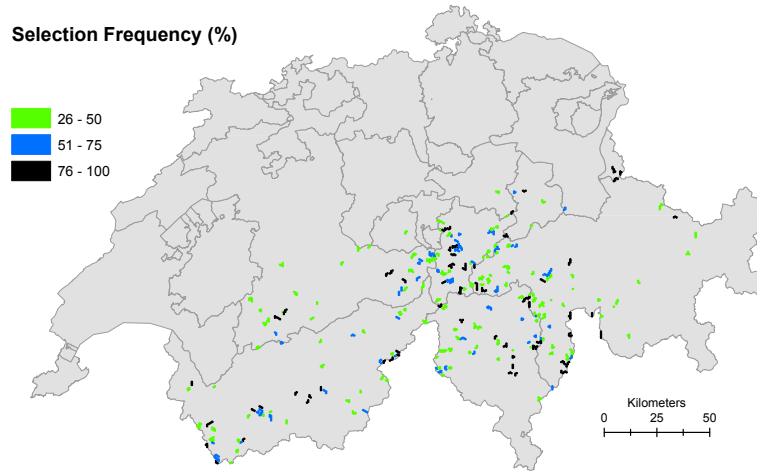 Selection Frequency (%)
26 - 50
51 - 75
76 - 100
Kilometers
0 25 50